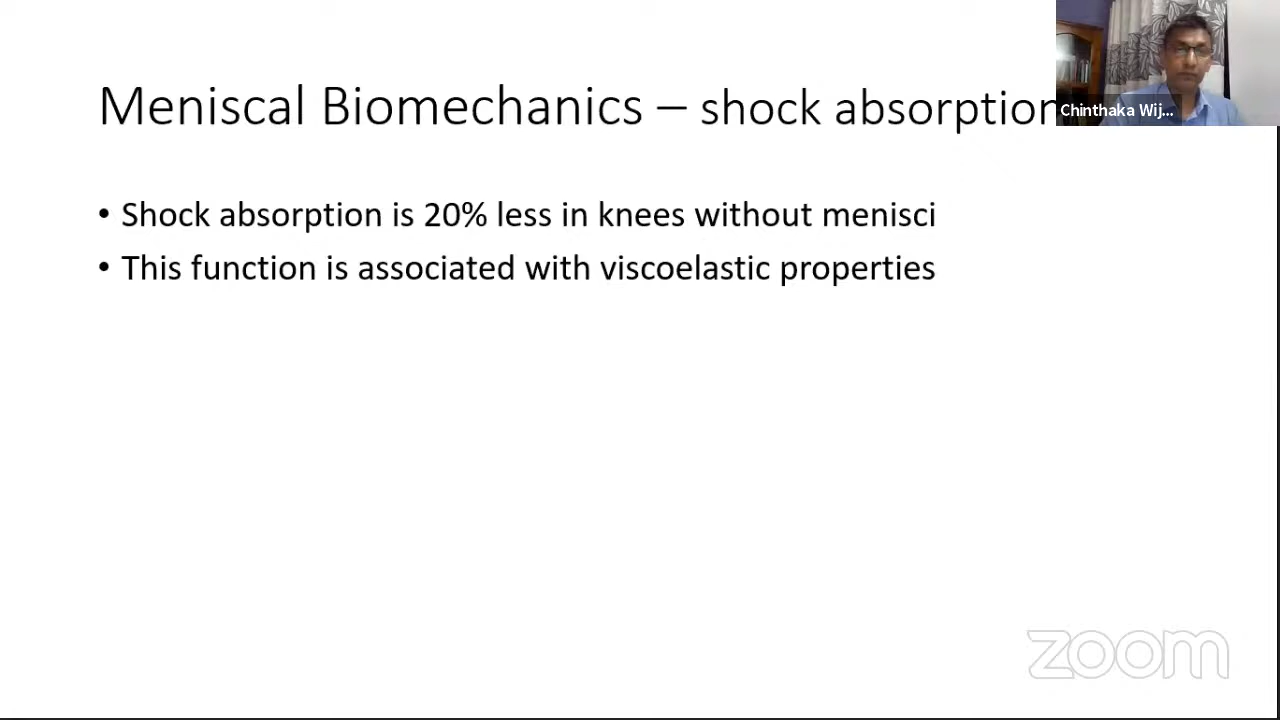 Meniscal Biomechanics – shock absorption
Chinthaka Wij...
• Shock absorption is 20% less in knees without menisci
• This function is associated with viscoelastic properties
zoom